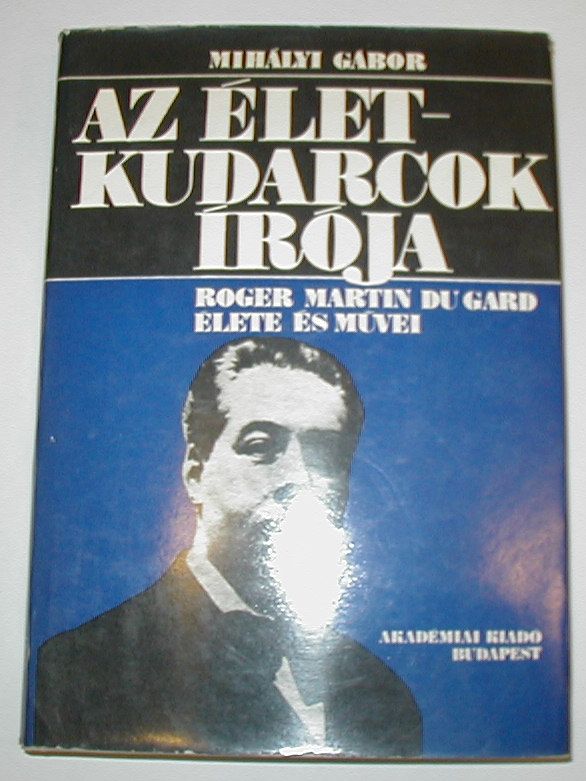 MIHÁLYI GÁBOR
AZ ÉLET-
KUDARCOK
ÍRÓJA
ROGER MARTIN DU GARD
ÉLETE ÉS MŰVEI
AKADÉMIAI KIADÓ
BUDAPEST